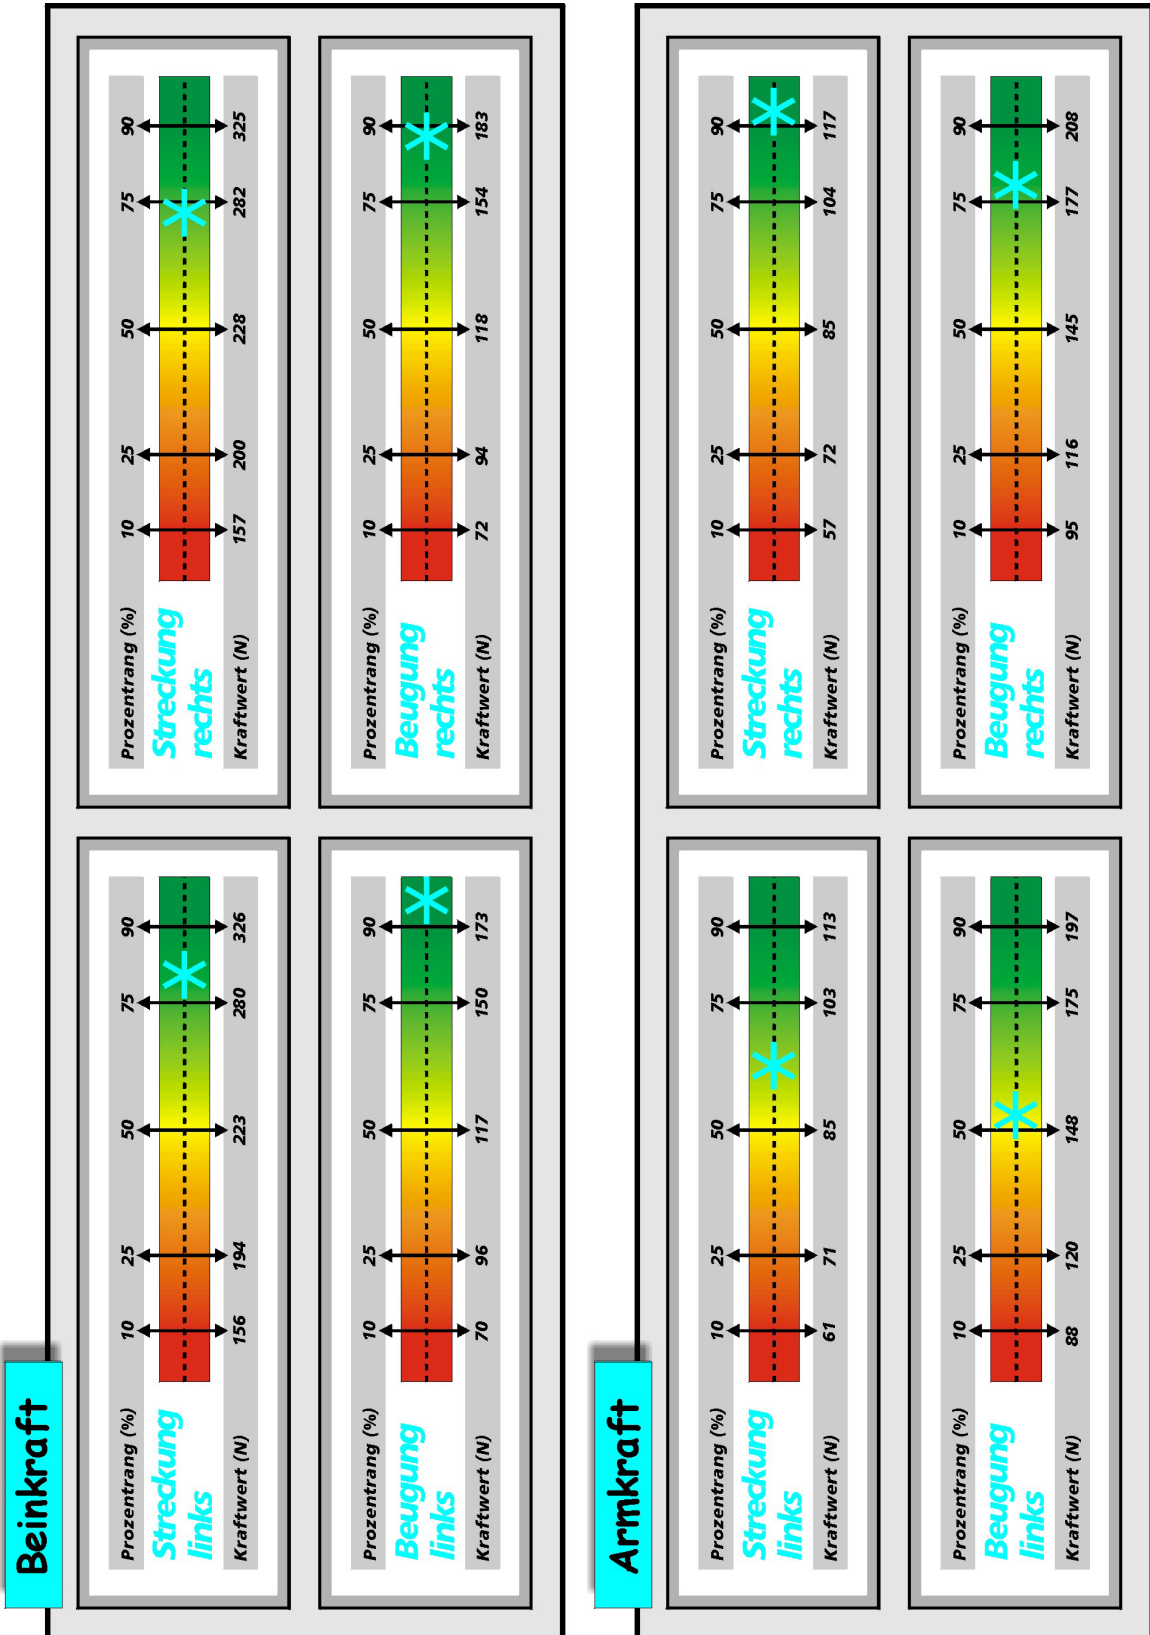 Beinkraft
Prozentrang (%) 10 25 50 75 90
Streckung
links
Kraftwert (N) 156 194 223 280 326
Prozentrang (%) 10 25 50 75 90
Streckung
rechts
Kraftwert (N) 157 200 228 282 325
Prozentrang (%) 10 25 50 75 90
Beugung
links
Kraftwert (N) 70 96 117 150 173
Prozentrang (%) 10 25 50 75 90
Beugung
rechts
Kraftwert (N) 72 94 118 154 183
Armkraft
Prozentrang (%) 10 25 50 75 90
Streckung
links
Kraftwert (N) 61 71 85 103 113
Prozentrang (%) 10 25 50 75 90
Streckung
rechts
Kraftwert (N) 57 72 85 104 117
Prozentrang (%) 10 25 50 75 90
Beugung
links
Kraftwert (N) 88 120 148 175 197
Prozentrang (%) 10 25 50 75 90
Beugung
rechts
Kraftwert (N) 95 116 145 177 208